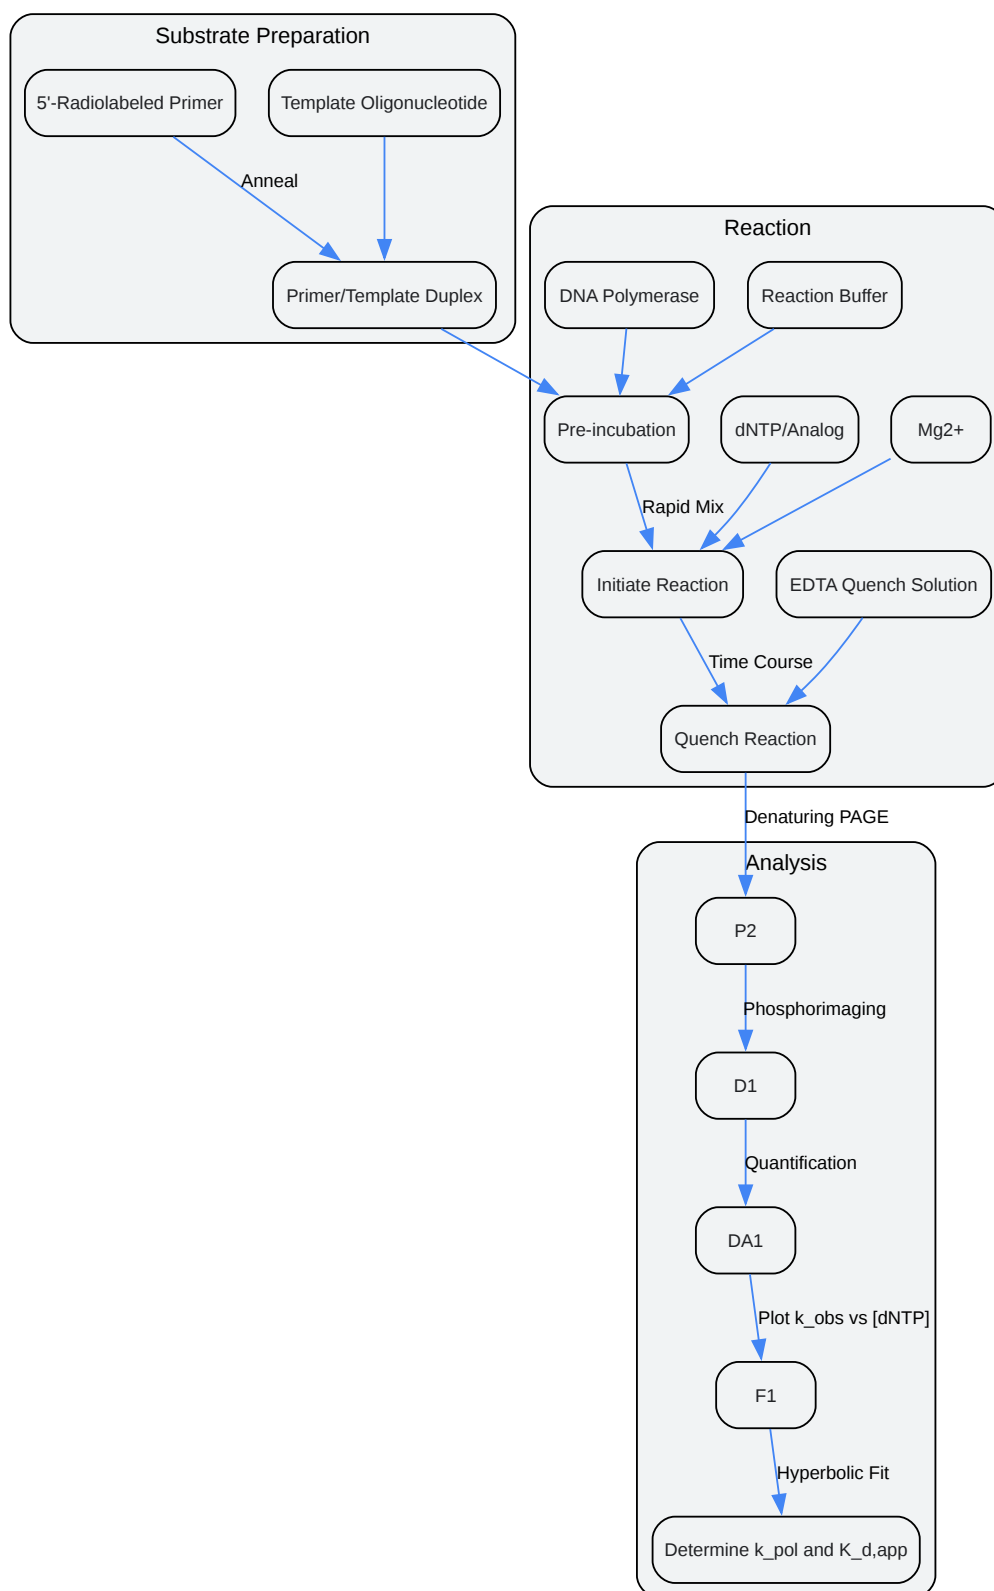 Substrate Preparation
5'-Radiolabeled Primer
Template Oligonucleotide
Anneal
Primer/Template Duplex
Reaction
DNA Polymerase
Reaction Buffer
Pre-incubation
dNTP/Analog
Mg2+
Rapid Mix
Initiate Reaction
EDTA Quench Solution
Time Course
Quench Reaction
Denaturing PAGE
Analysis
P2
Phosphorimaging
D1
Quantification
DA1
Plot k_obs vs [dNTP]
F1
Hyperbolic Fit
Determine k_pol and K_d,app